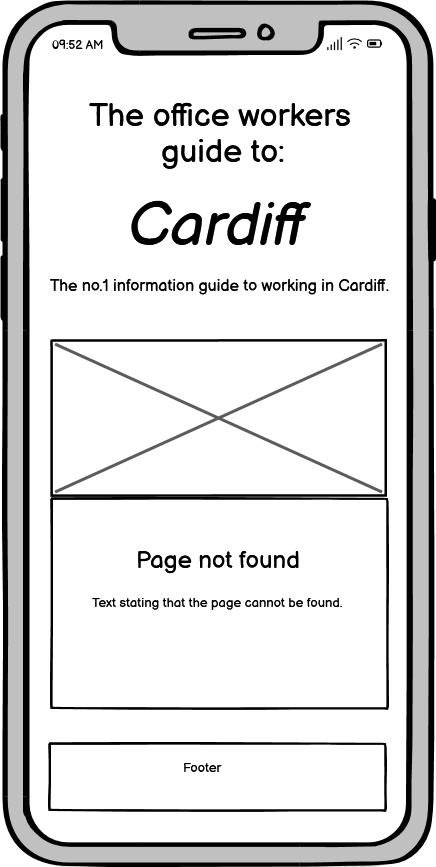 09:52 AM
The office workers
guide to:
Cardiff
The no.1 information guide to working in Cardiff.
Page not found
Text stating that the page cannot be found.
Footer